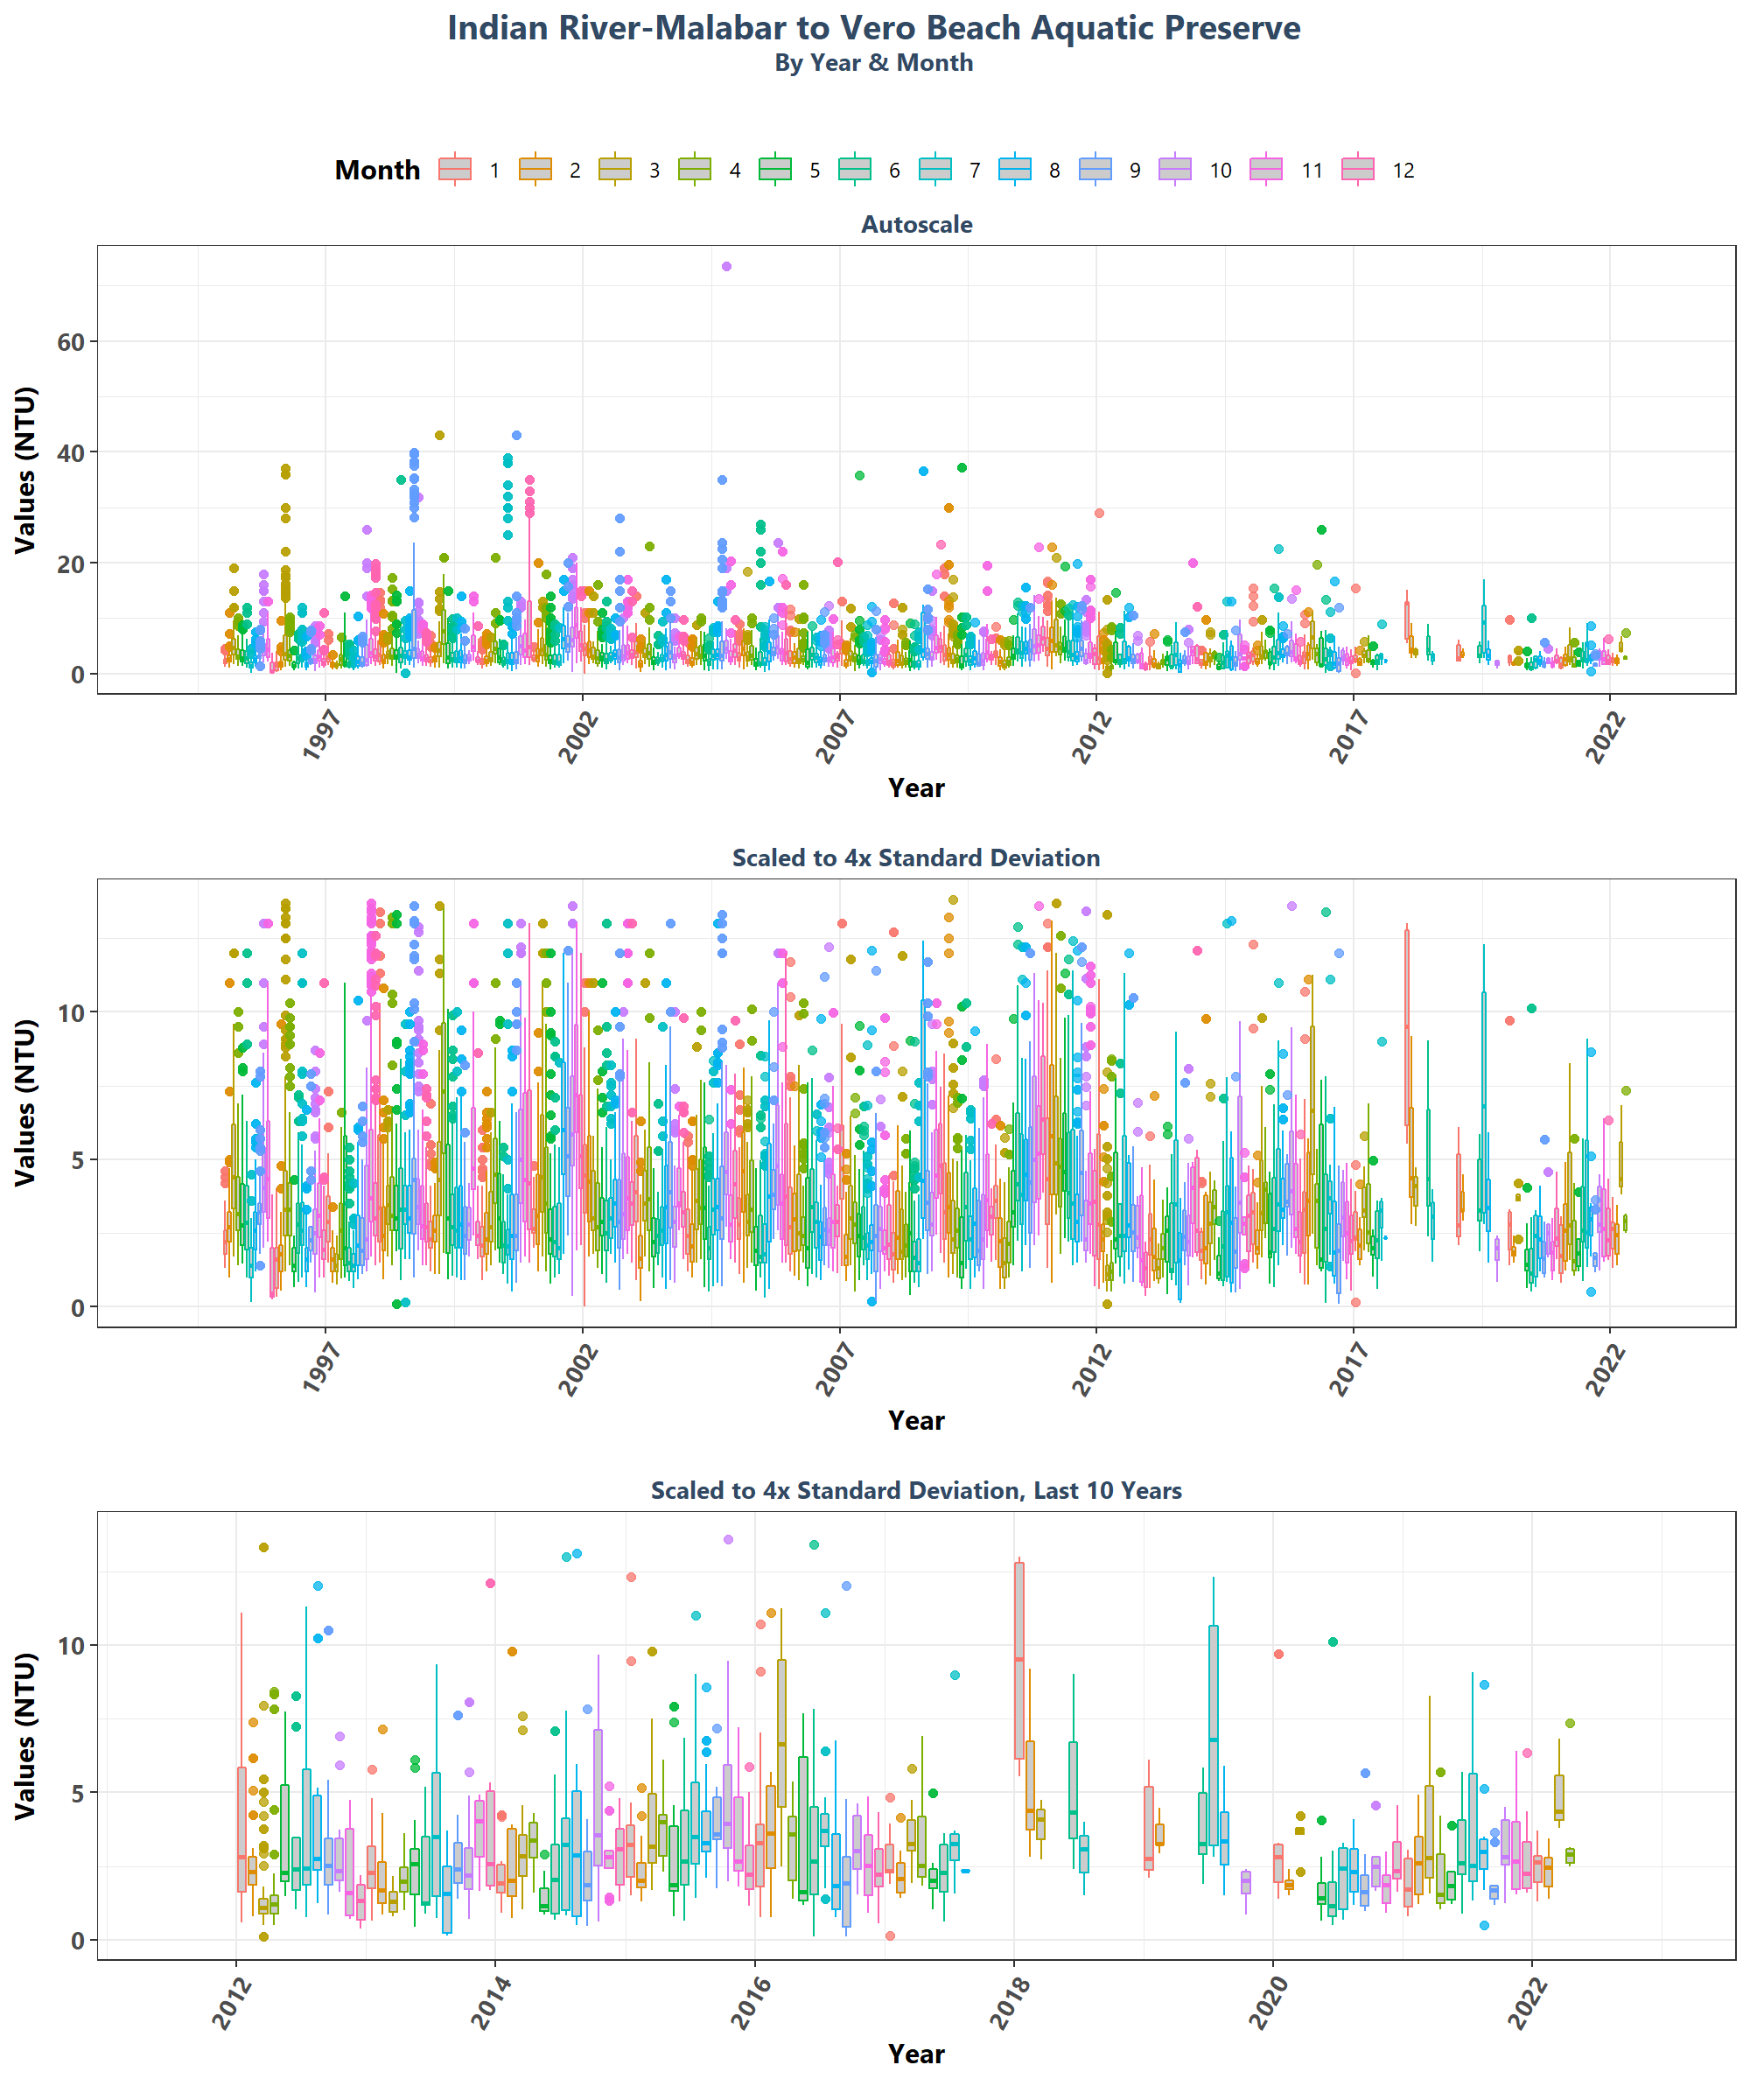 Indian River-Malabar to Vero Beach Aquatic Preserve
By Year & Month
Month 1 2 3 4 5 6 7 8 9 10 11 12
Autoscale
Values (NTU)
60
40
20
0
1997 2002 2007 2012 2017 2022
Year
Scaled to 4x Standard Deviation
Values (NTU)
10
5
0
1997 2002 2007 2012 2017 2022
Year
Scaled to 4x Standard Deviation, Last 10 Years
Values (NTU)
10
5
0
2012 2014 2016 2018 2020 2022
Year